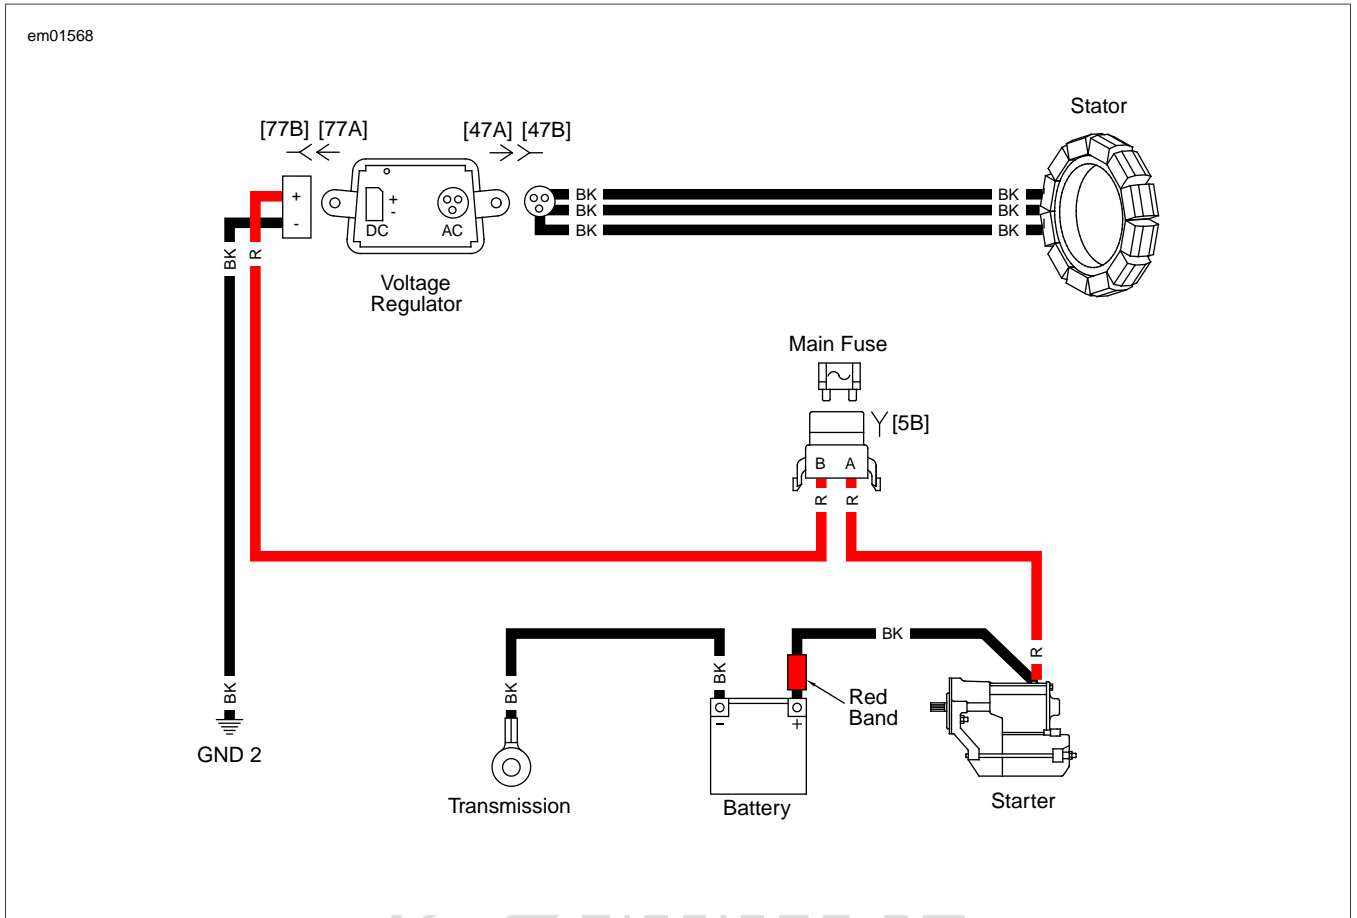 em01568
Stator
[77B] [77A]
[47A] [47B]
+
-
+
-
DC
AC
BK
BK
BK
BK
BK
BK
BK
R
Voltage
Regulator
Main Fuse
[5B]
B
A
R
R
BK
R
BK
BK
BK
Red
Band
-
+
GND 2
Transmission
Battery
Starter